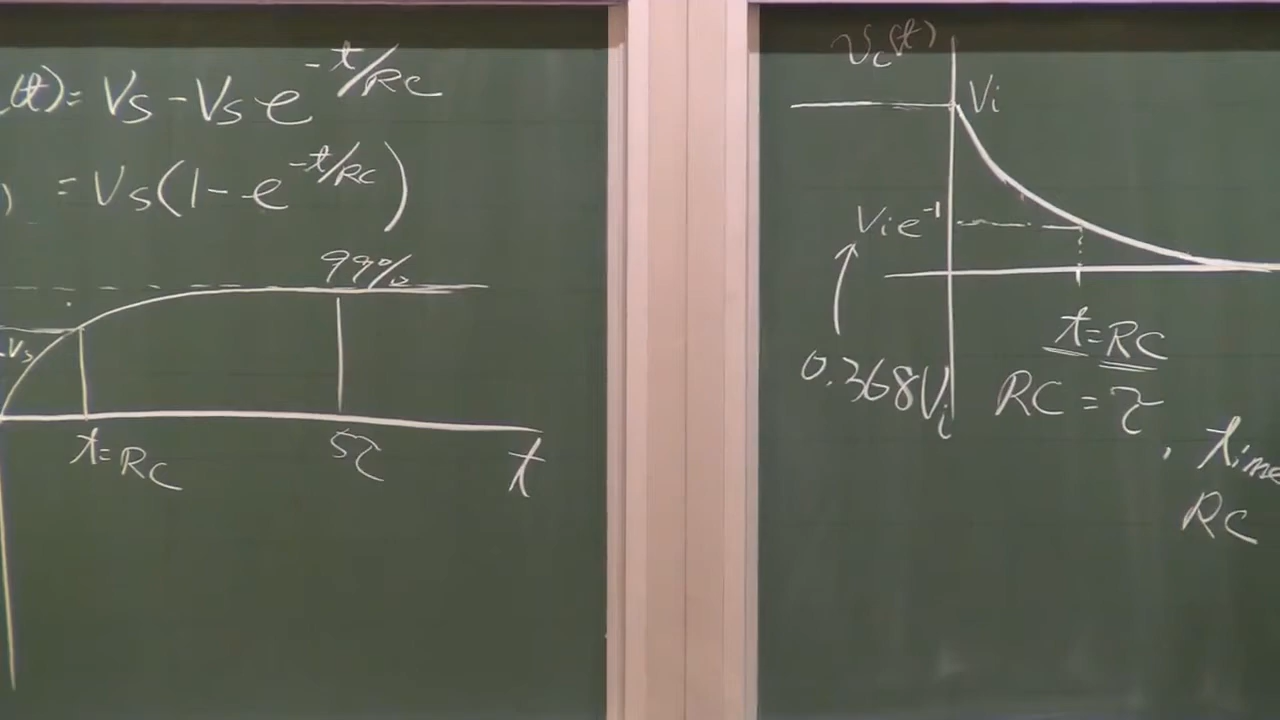 (t)= Vs - Vs e^-t/RC
) = Vs(1 - e^-t/RC)
99%
Vs
t=RC
5τ
t
Vc(t)
Vi
Vie^-1
t=RC
0.368Vi
RC = τ
, time
RC